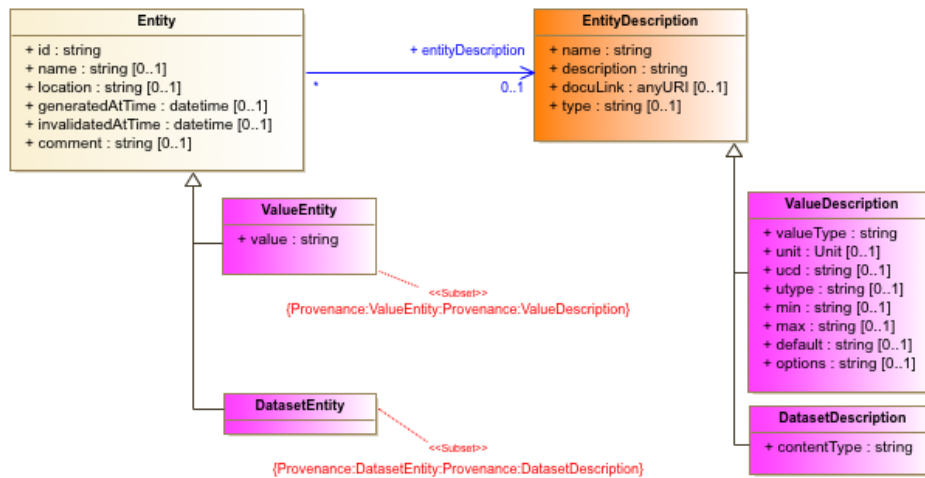 Entity
+ id : string
+ name : string [0..1]
+ location : string [0..1]
+ generatedAtTime : datetime [0..1]
+ invalidatedAtTime : datetime [0..1]
+ comment : string [0..1]
+ entityDescription
*
0..1
EntityDescription
+ name : string
+ description : string
+ docuLink : anyURI [0..1]
+ type : string [0..1]
ValueEntity
+ value : string
<<Subset>>
{Provenance:ValueEntity:Provenance:ValueDescription}
ValueDescription
+ valueType : string
+ unit : Unit [0..1]
+ ucd : string [0..1]
+ utype : string [0..1]
+ min : string [0..1]
+ max : string [0..1]
+ default : string [0..1]
+ options : string [0..1]
DatasetEntity
<<Subset>>
{Provenance:DatasetEntity:Provenance:DatasetDescription}
DatasetDescription
+ contentType : string